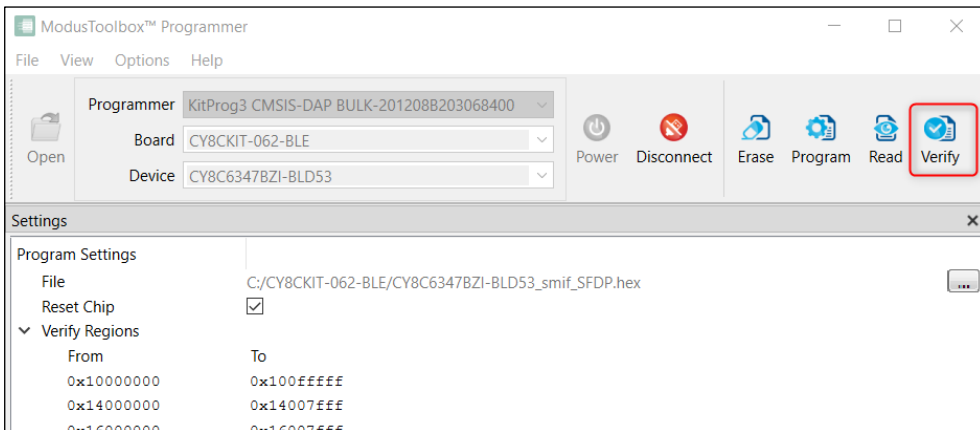 ModusToolbox™ Programmer
File View Options Help
Programmer KitProg3 CMSIS-DAP BULK-201208B203068400
Board CY8CKIT-062-BLE
Device CY8C6347BZI-BLD53
Open Power Disconnect Erase Program Read Verify
Settings
Program Settings
File C:/CY8CKIT-062-BLE/CY8C6347BZI-BLD53_smif_SFDP.hex
...
Reset Chip
Verify Regions
From To
0x10000000 0x100fffff
0x14000000 0x14007fff
0x16000000 0x16007fff